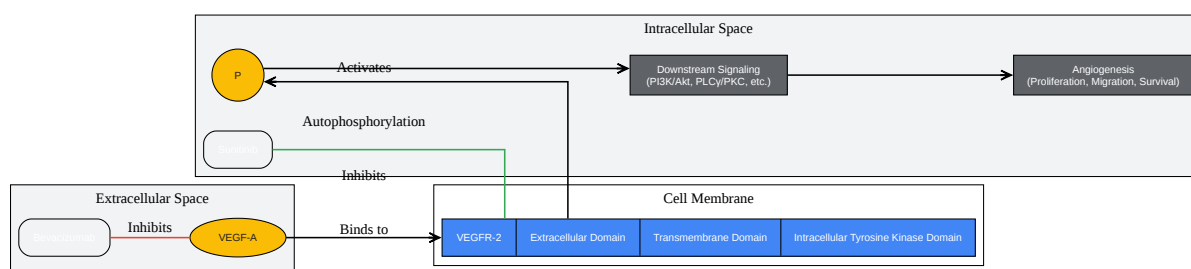 Intracellular Space
P
Activates
Downstream Signaling
(PI3K/Akt, PLCγ/PKC, etc.)
Angiogenesis
(Proliferation, Migration, Survival)
Autophosphorylation
Sunitinib
Inhibits
Extracellular Space
Cell Membrane
Bevacizumab
Inhibits
VEGF-A
Binds to
VEGFR-2
Extracellular Domain
Transmembrane Domain
Intracellular Tyrosine Kinase Domain